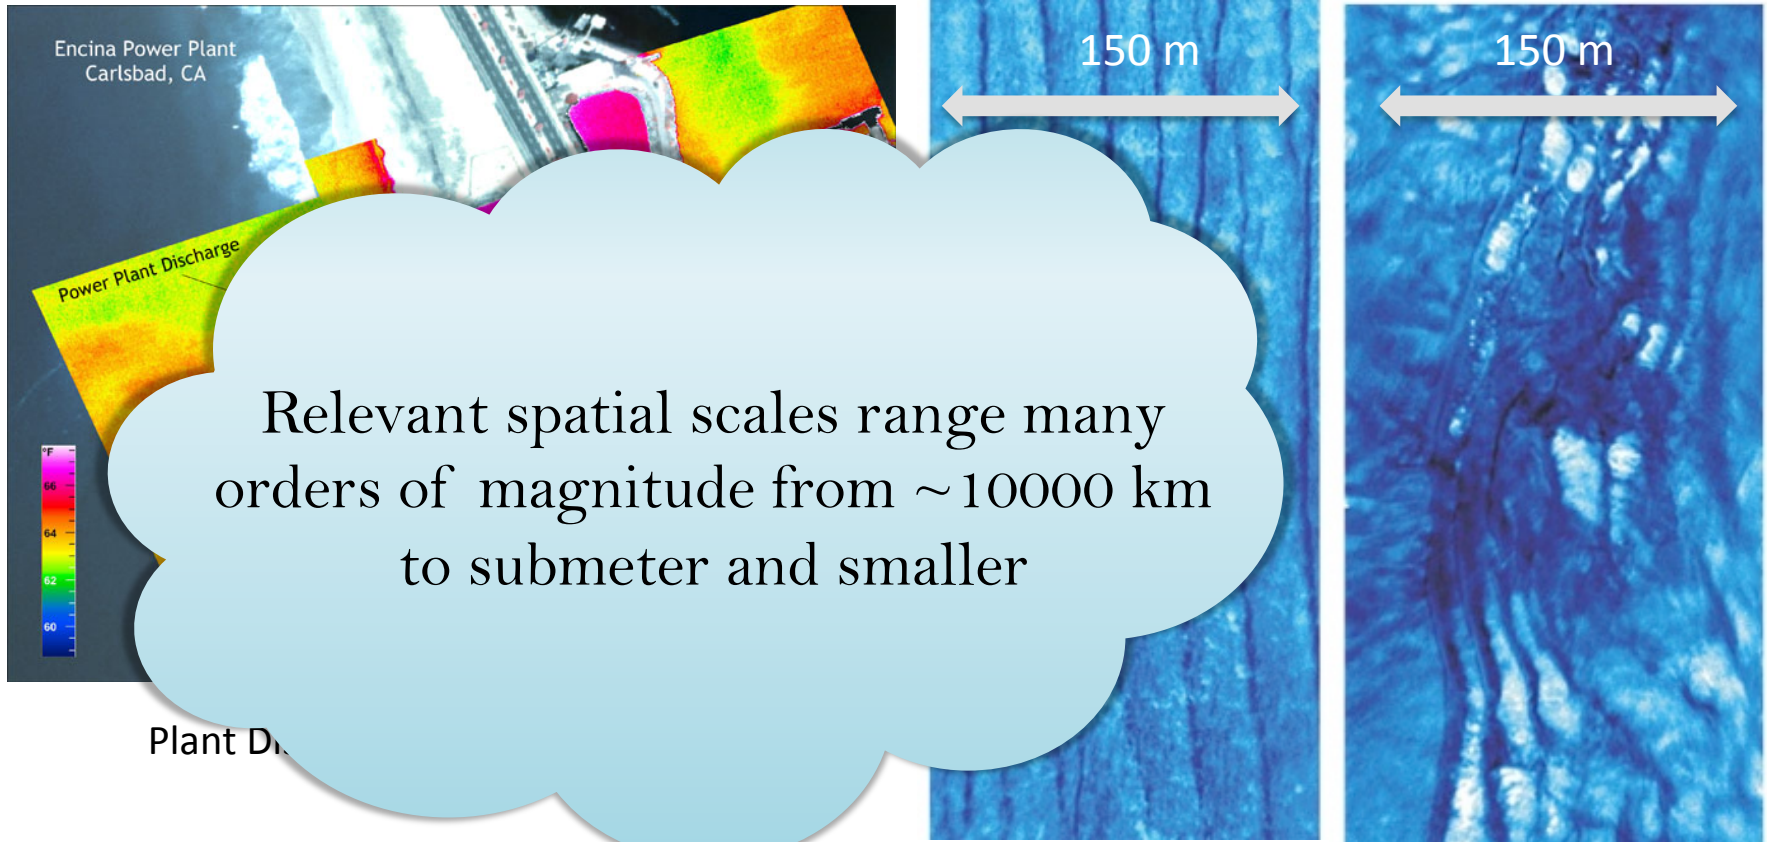 Encina Power Plant
Carlsbad, CA
150 m
150 m
Power Plant Discharge
Relevant spatial scales range many
orders of magnitude from ~10000 km
to submeter and smaller
°F
66
64
62
60
Plant